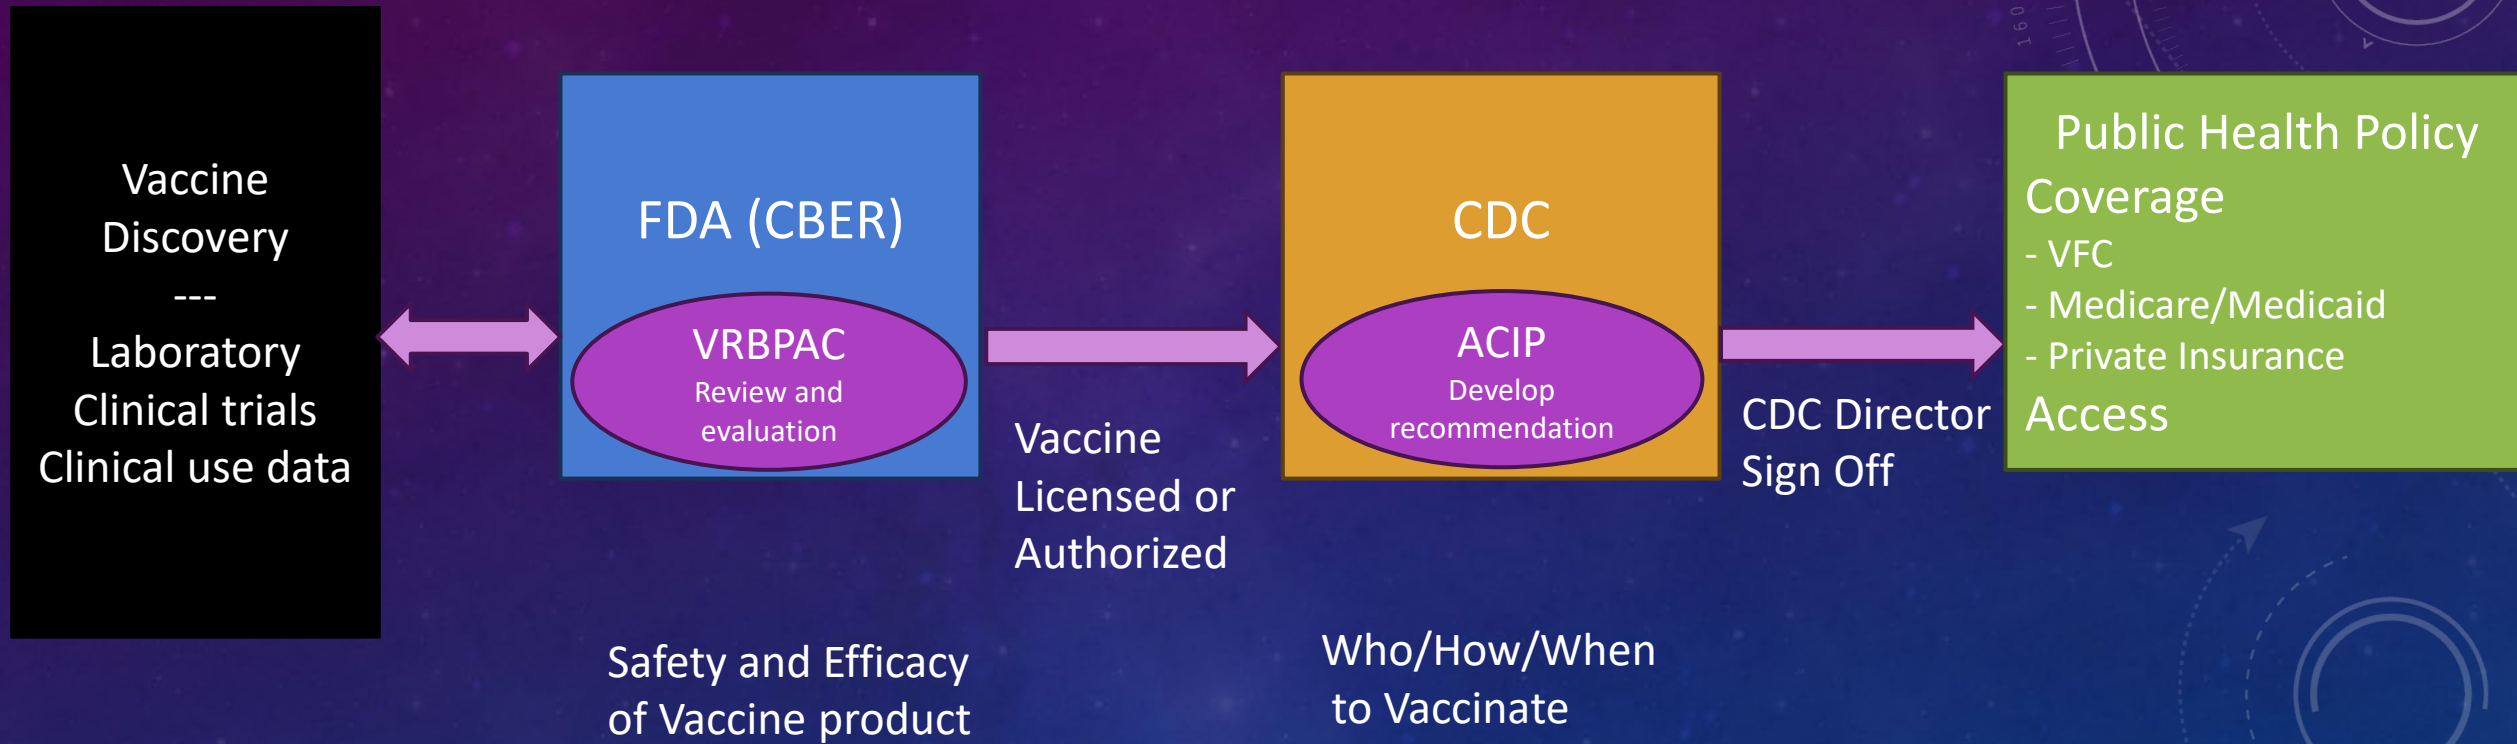 Vaccine
Discovery
---
Laboratory
Clinical trials
Clinical use data
FDA (CBER)
VRBPAC
Review and
evaluation
Safety and Efficacy
of Vaccine product
Vaccine
Licensed or
Authorized
CDC
ACIP
Develop
recommendation
Who/How/When
to Vaccinate
CDC Director
Sign Off
Public Health Policy
Coverage
- VFC
- Medicare/Medicaid
- Private Insurance
Access
160